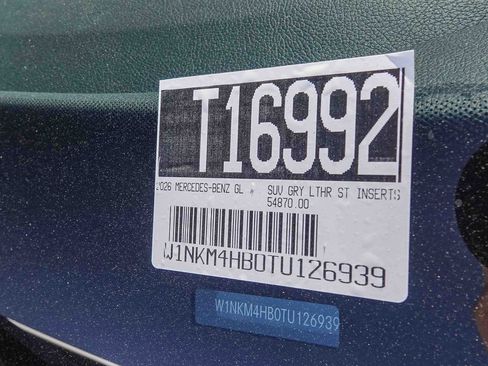 T16992
2026 MERCEDES-BENZ GL SUV GRY LTHR ST INSERTS
54870.00
W1NKM4HB0TU126939
W1NKM4HB0TU126939